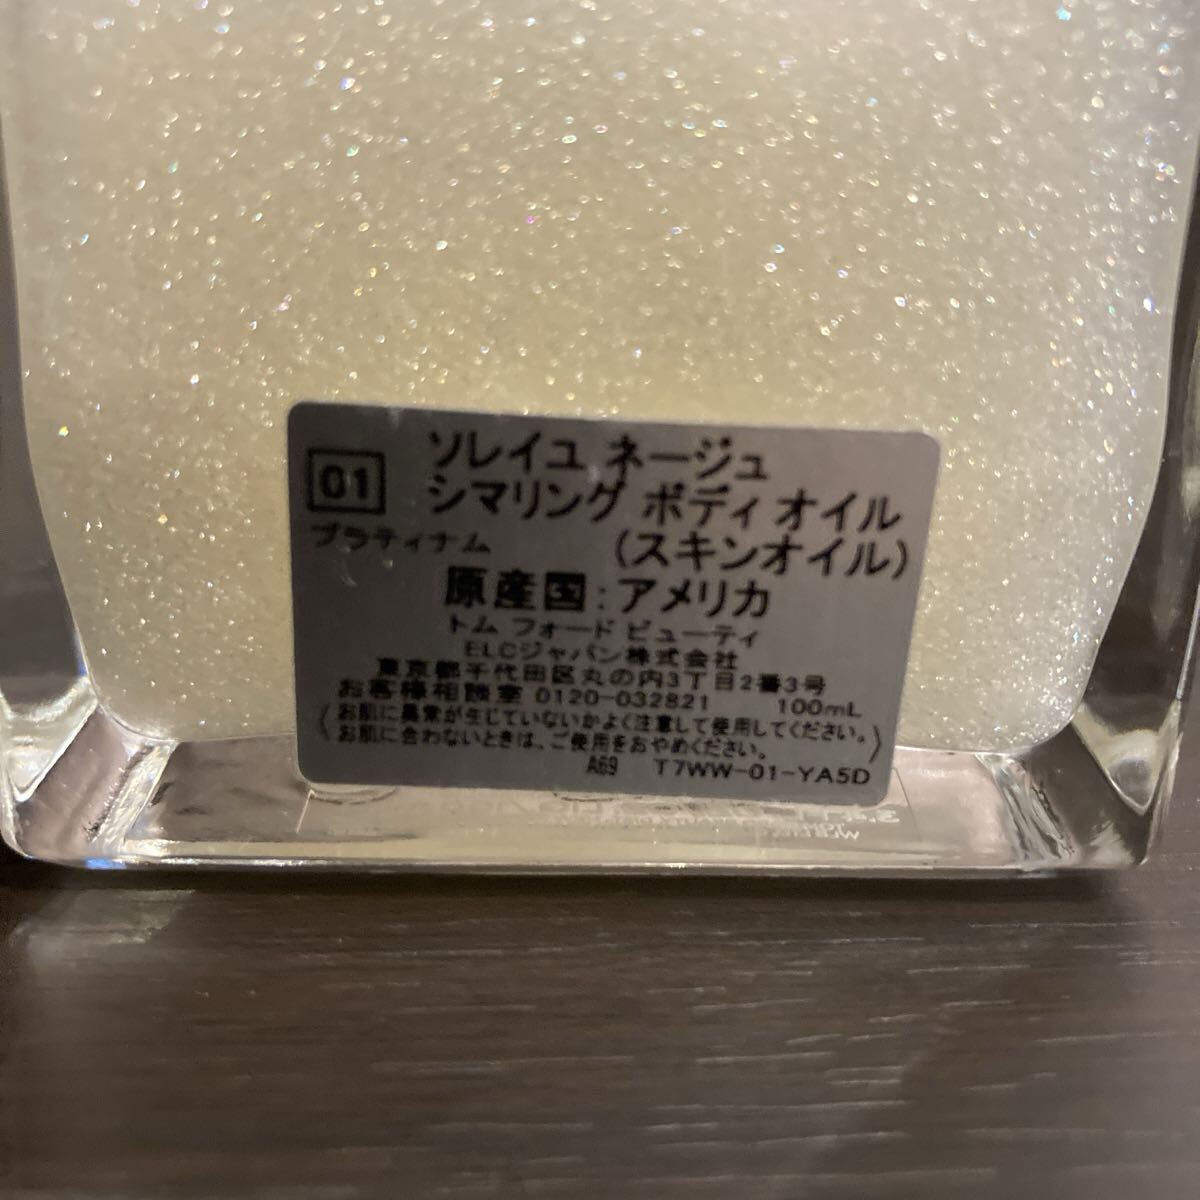 ソレイユ ネージュ
01 シマリング ボディ オイル
プラティナム (スキンオイル)
原産国:アメリカ
トム フォード ビューティ
ELCジャパン株式会社
東京都千代田区丸の内3丁目2番3号
お客様相談室 0120-032821 100mL
〈お肌に異常が生じていないかよく注意して使用してください。
お肌に合わないときは、ご使用をおやめください。〉
A69 T7WW-01-YA5D